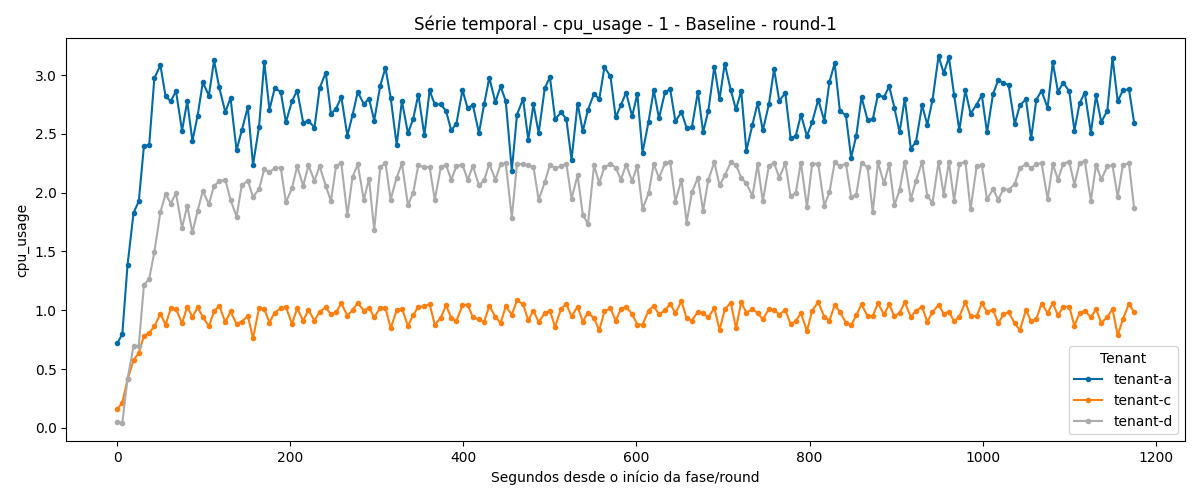 Série temporal - cpu_usage - 1 - Baseline - round-1
cpu_usage
3.0
2.5
2.0
1.5
1.0
0.5
0.0
0
200
400
600
800
1000
1200
Segundos desde o início da fase/round
Tenant
tenant-a
tenant-c
tenant-d